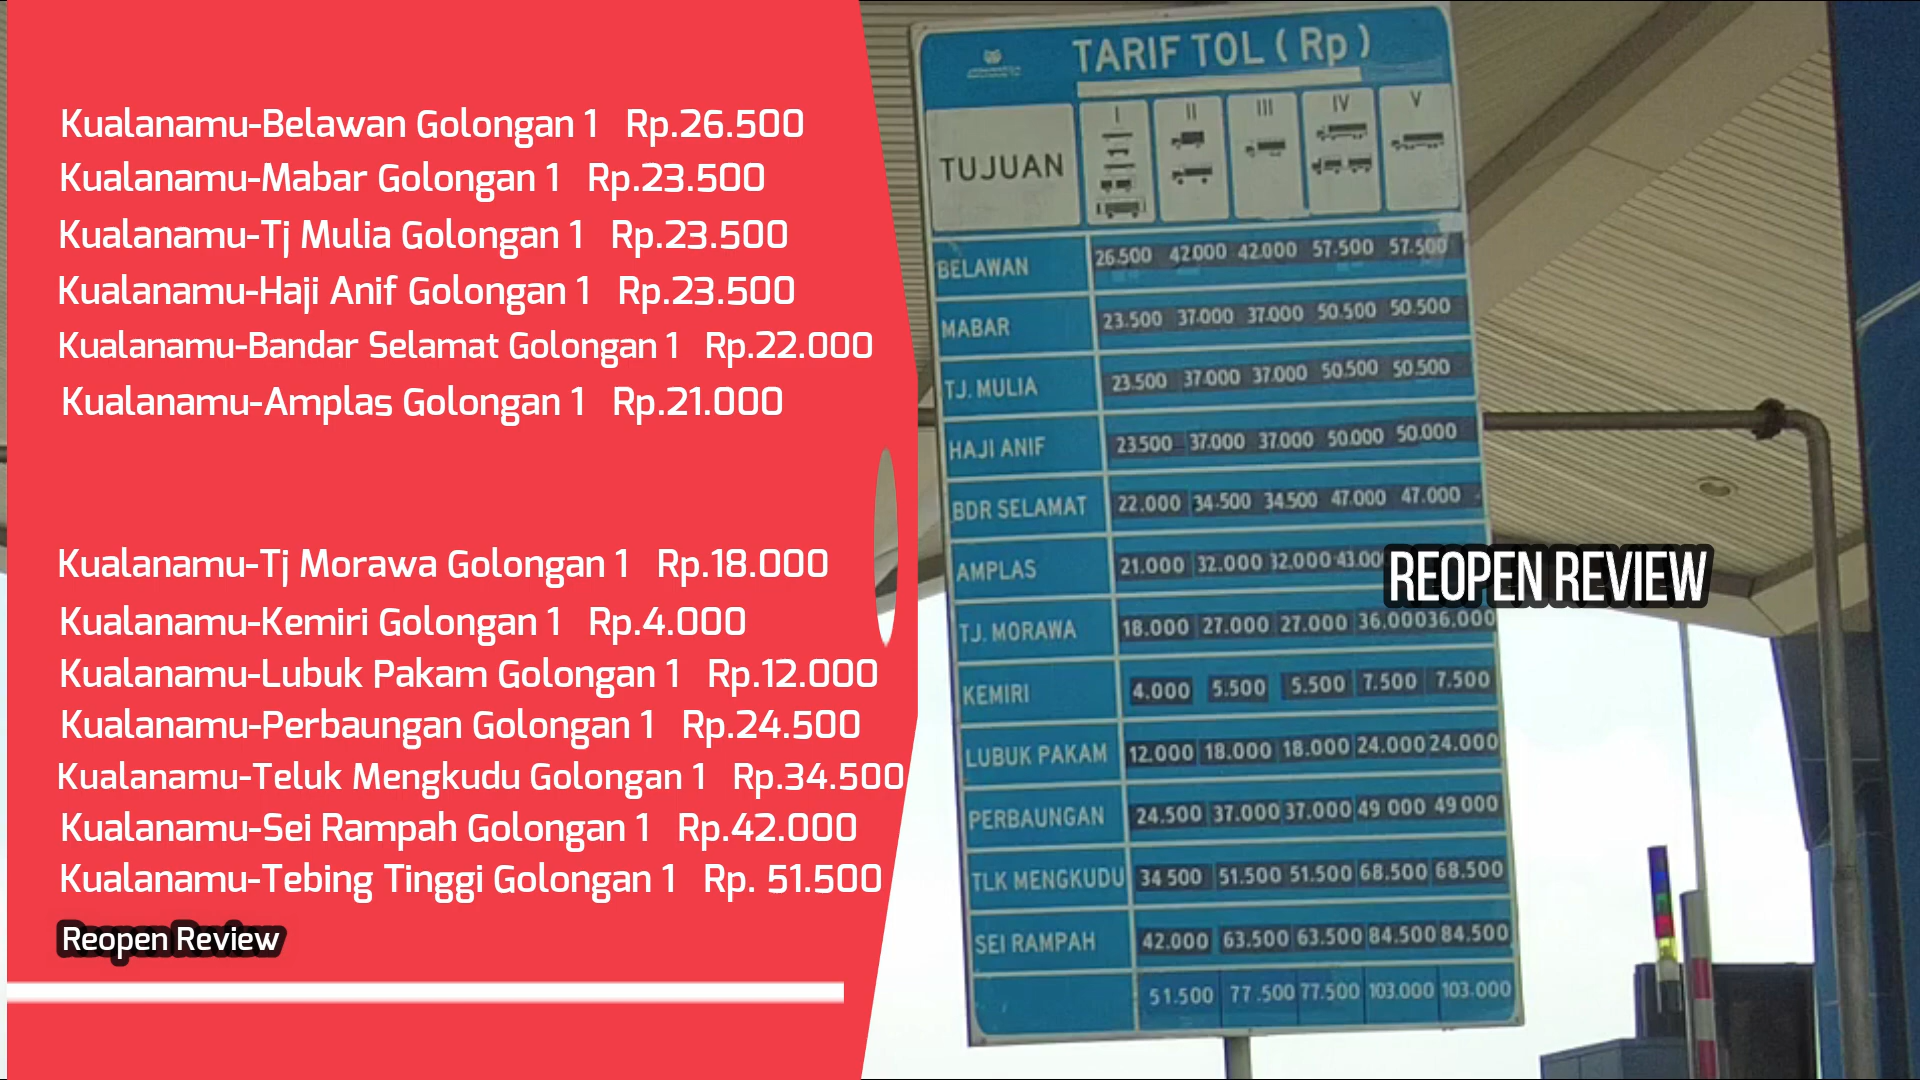 Kualanamu-Belawan Golongan 1 Rp.26.500
Kualanamu-Mabar Golongan 1 Rp.23.500
Kualanamu-Tj Mulia Golongan 1 Rp.23.500
Kualanamu-Haji Anif Golongan 1 Rp.23.500
Kualanamu-Bandar Selamat Golongan 1 Rp.22.000
Kualanamu-Amplas Golongan 1 Rp.21.000
Kualanamu-Tj Morawa Golongan 1 Rp.18.000
Kualanamu-Kemiri Golongan 1 Rp.4.000
Kualanamu-Lubuk Pakam Golongan 1 Rp.12.000
Kualanamu-Perbaungan Golongan 1 Rp.24.500
Kualanamu-Teluk Mengkudu Golongan 1 Rp.34.500
Kualanamu-Sei Rampah Golongan 1 Rp.42.000
Kualanamu-Tebing Tinggi Golongan 1 Rp. 51.500
Reopen Review
TARIF TOL ( Rp )
TUJUAN I II III IV V
BELAWAN 26.500 42.000 42.000 57.500 57.500
MABAR 23.500 37.000 37.000 50.500 50.500
TJ. MULIA 23.500 37.000 37.000 50.500 50.500
HAJI ANIF 23.500 37.000 37.000 50.000 50.000
BDR SELAMAT 22.000 34.500 34.500 47.000 47.000
AMPLAS 21.000 32.000 32.000 43.00
REOPEN REVIEW
TJ. MORAWA 18.000 27.000 27.000 36.000 36.000
KEMIRI 4.000 5.500 5.500 7.500 7.500
LUBUK PAKAM 12.000 18.000 18.000 24.000 24.000
PERBAUNGAN 24.500 37.000 37.000 49 000 49 000
TLK MENGKUDU 34 500 51.500 51.500 68.500 68.500
SEI RAMPAH 42.000 63.500 63.500 84.500 84.500
51.500 77.500 77.500 103.000 103.000